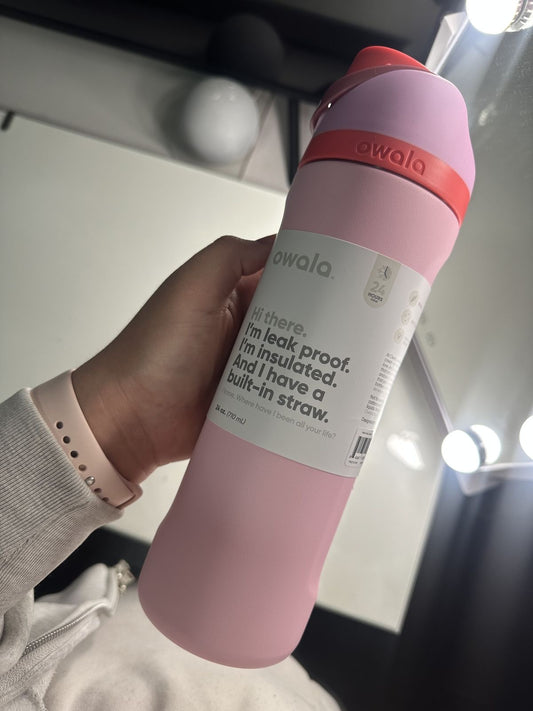 owala
owala
24
HOURS
Hi there.
I'm leak proof.
I'm insulated.
And I have a
built-in straw.
Where have I been all your life?
24 oz. (710 mL)